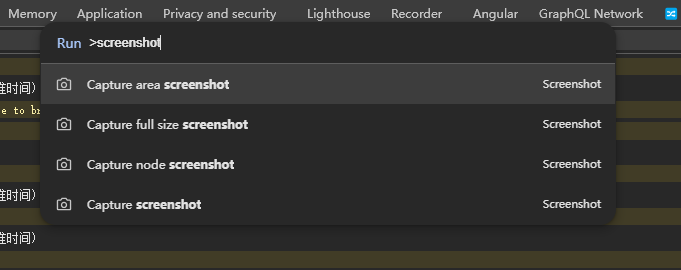 Memory Application Privacy and security Lighthouse Recorder Angular GraphQL Network
Run >screenshot
Capture area screenshot Screenshot
准时间)
e to br
Capture full size screenshot Screenshot
Capture node screenshot Screenshot
准时间)
Capture screenshot Screenshot
准时间)